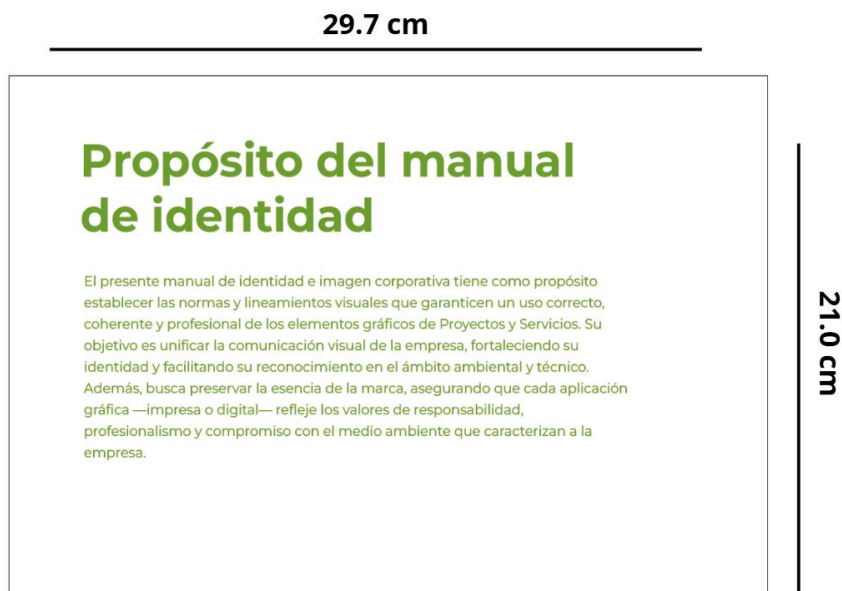 29.7 cm
Propósito del manual
de identidad
El presente manual de identidad e imagen corporativa tiene como propósito
establecer las normas y lineamientos visuales que garanticen un uso correcto,
coherente y profesional de los elementos gráficos de Proyectos y Servicios. Su
objetivo es unificar la comunicación visual de la empresa, fortaleciendo su
identidad y facilitando su reconocimiento en el ámbito ambiental y técnico.
Además, busca preservar la esencia de la marca, asegurando que cada aplicación
gráfica —impresa o digital— refleje los valores de responsabilidad,
profesionalismo y compromiso con el medio ambiente que caracterizan a la
empresa.
21.0 cm